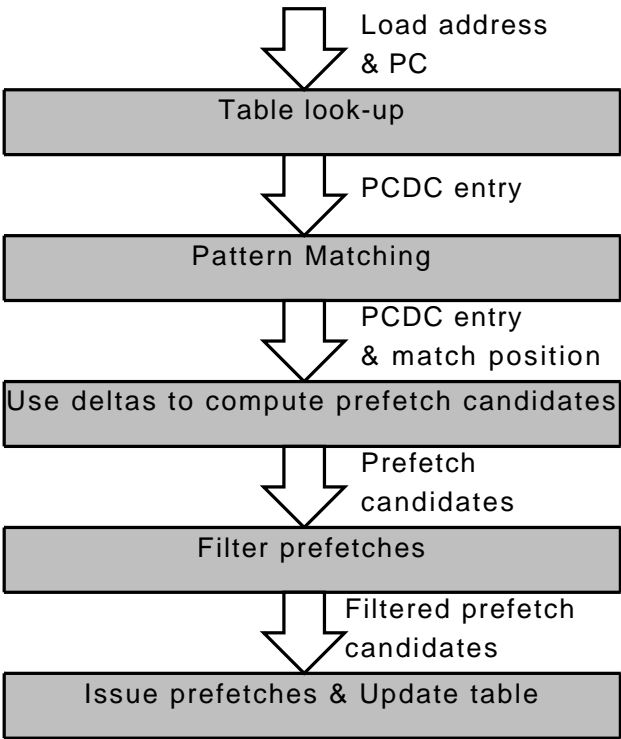 Load address
& PC
Table look-up
PCDC entry
Pattern Matching
PCDC entry
& match position
Use deltas to compute prefetch candidates
Prefetch
candidates
Filter prefetches
Filtered prefetch
candidates
Issue prefetches & Update table